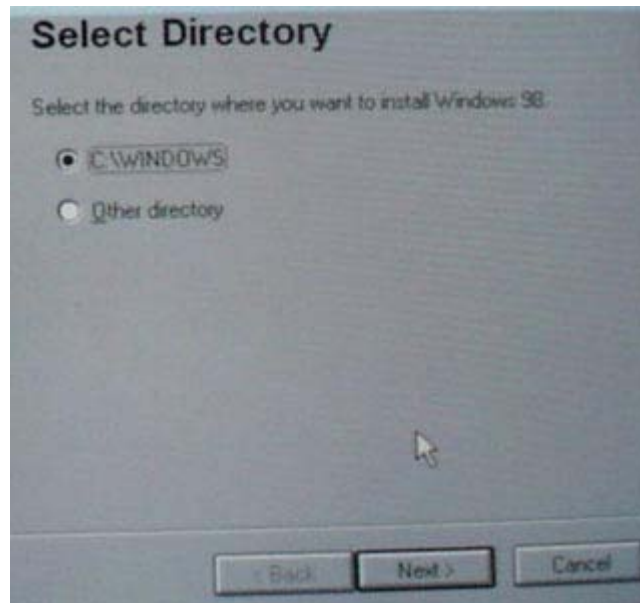 Select Directory
Select the directory where you want to install Windows 98.
C:\WINDOWS
Other directory
< Back
Next >
Cancel